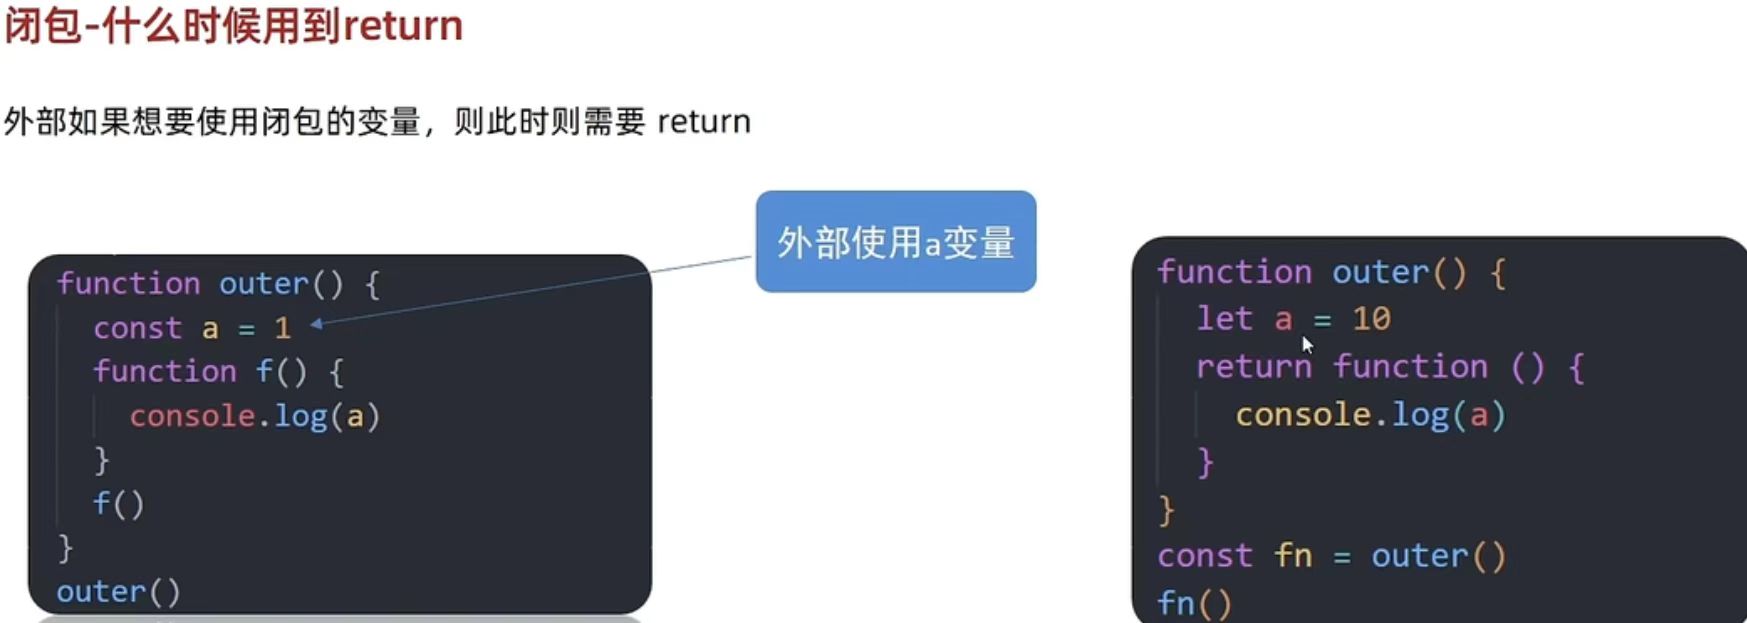 闭包-什么时候用到return
外部如果想要使用闭包的变量，则此时则需要 return
外部使用a变量
function outer() {
  const a = 1
  function f() {
    console.log(a)
  }
  f()
}
outer()
function outer() {
  let a = 10
  return function () {
    console.log(a)
  }
}
const fn = outer()
fn()